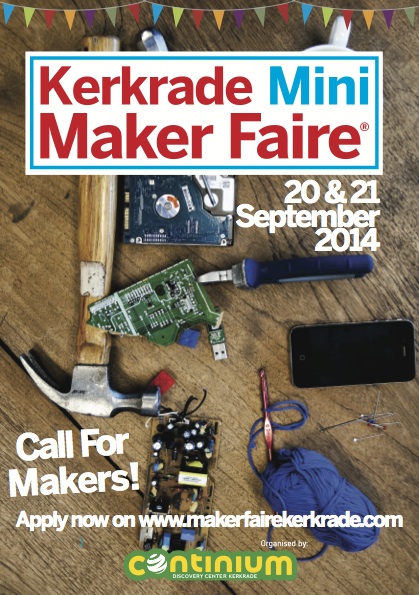 Kerkrade Mini
Maker Faire®
20 & 21
September
2014
Call For
Makers!
Apply now on www.makerfairekerkrade.com
Organised by:
continium
DISCOVERY CENTER KERKRADE